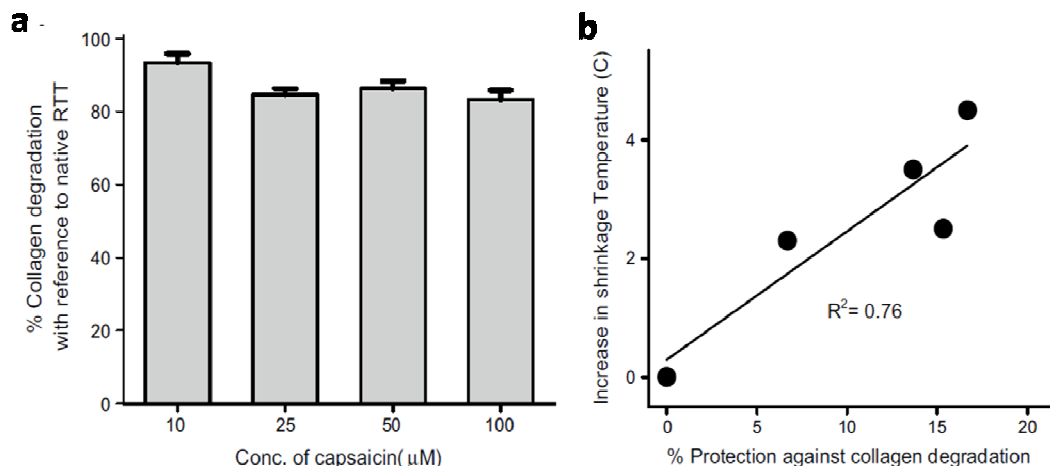 a -
100
80
60
40
20
0
% Collagen degradation
with reference to native RTT
10 25 50 100
Conc. of capsaicin( μM)
b
4
2
0
Increase in shrinkage Temperature (C)
R²= 0.76
0 5 10 15 20
% Protection against collagen degradation